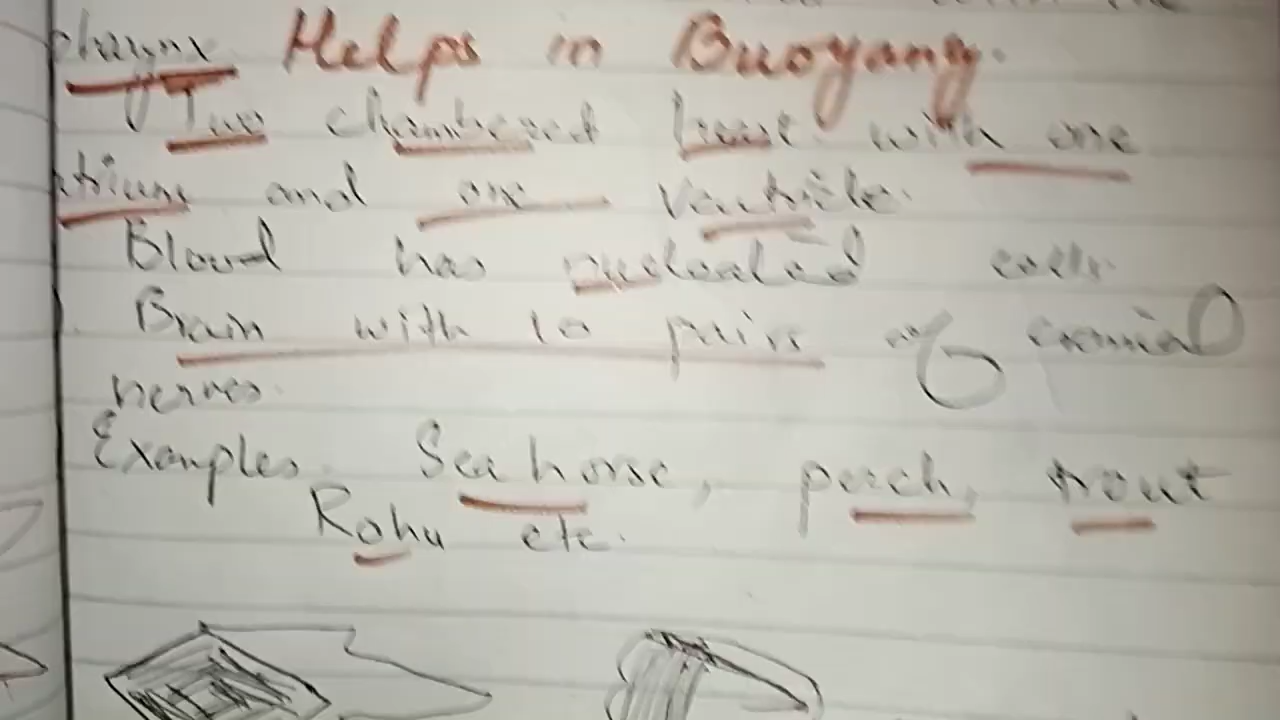 pharynx. Helps in Buoyancy.
Two chambered heart with one
atrium and one ventricle.
Blood has nucleated cells
Brain with 10 pairs of cranial
nerves.
Examples. Sea horse, perch, trout
Rohu etc.